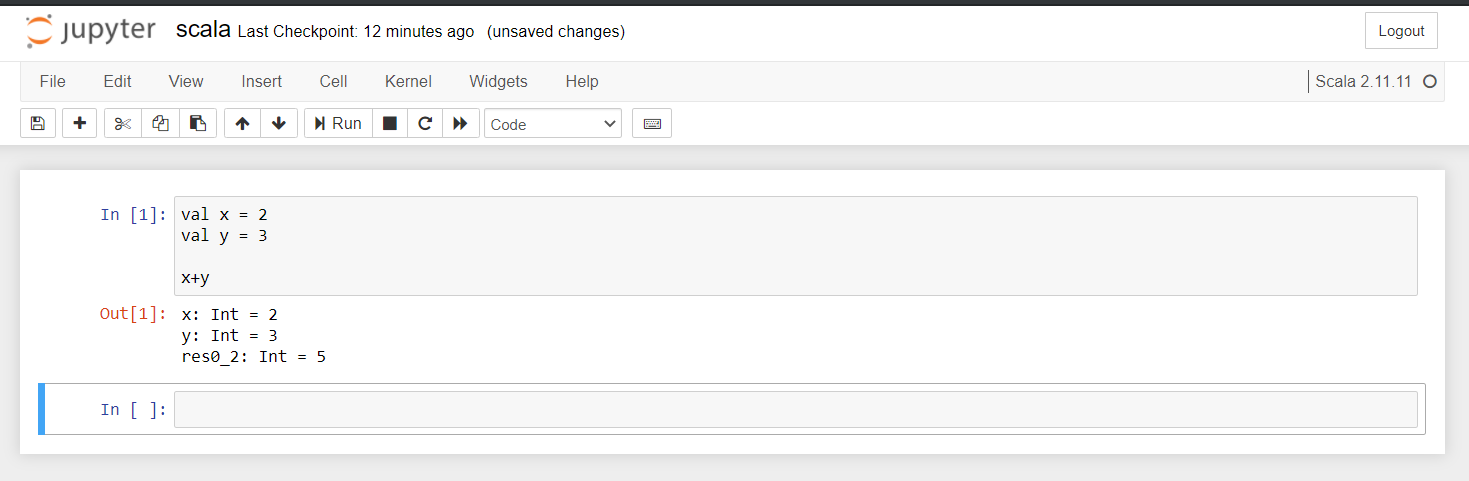 jupyter scala Last Checkpoint: 12 minutes ago (unsaved changes) Logout
File Edit View Insert Cell Kernel Widgets Help Scala 2.11.11
Run Code
In [1]: val x = 2
val y = 3
x+y
Out[1]: x: Int = 2
y: Int = 3
res0_2: Int = 5
In [ ]: